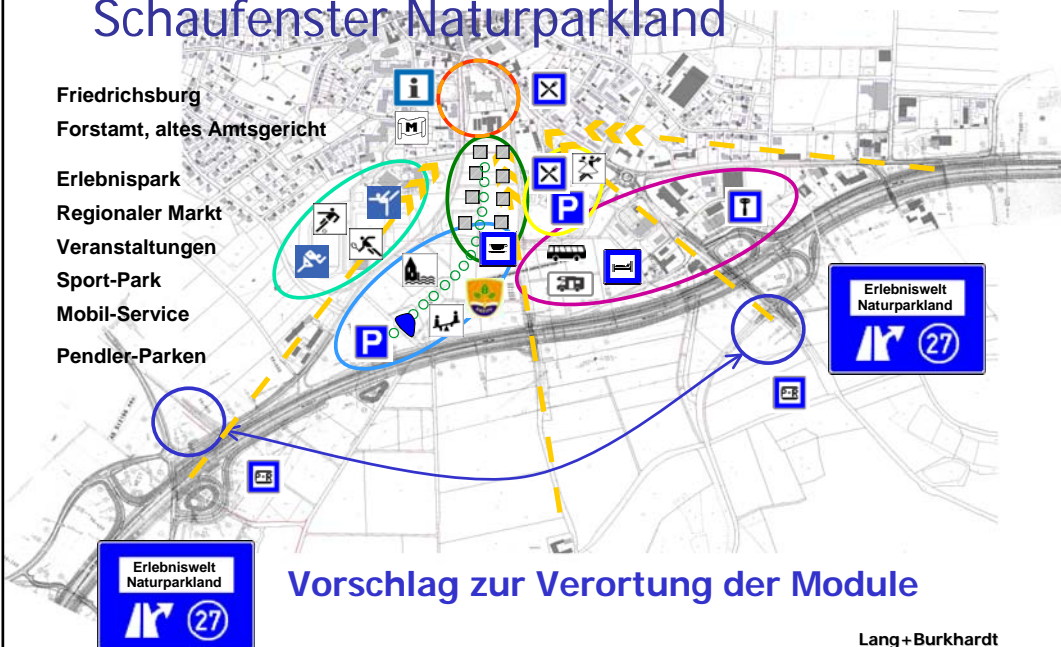 Schaufenster Naturparkland
Friedrichsburg
Forstamt, altes Amtsgericht
Erlebnispark
Regionaler Markt
Veranstaltungen
Sport-Park
Mobil-Service
Pendler-Parken
i
M
P
P
Erlebniswelt
Naturparkland
27
P+R
P+R
Erlebniswelt
Naturparkland
27
Vorschlag zur Verortung der Module
Lang+Burkhardt